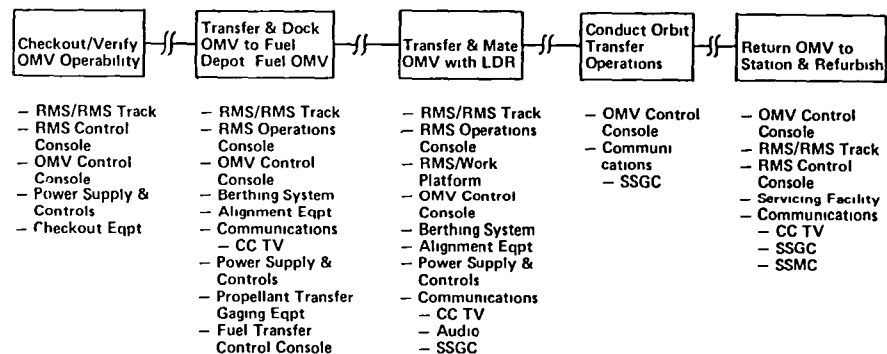 Checkout/Verify
OMV Operability
Transfer & Dock
OMV to Fuel
Depot Fuel OMV
Transfer & Mate
OMV with LDR
Conduct Orbit
Transfer
Operations
Return OMV to
Station & Refurbish
– RMS/RMS Track
– RMS Control
Console
– OMV Control
Console
– Power Supply &
Controls
– Checkout Eqpt
– RMS/RMS Track
– RMS Operations
Console
– OMV Control
Console
– Berthing System
– Alignment Eqpt
– Communications
– CC TV
– Power Supply &
Controls
– Propellant Transfer
Gaging Eqpt
– Fuel Transfer
Control Console
– RMS/RMS Track
– RMS Operations
Console
– RMS/Work
Platform
– OMV Control
Console
– Berthing System
– Alignment Eqpt
– Power Supply &
Controls
– Communications
– CC TV
– Audio
– SSGC
– OMV Control
Console
– Communi
cations
– SSGC
– OMV Control
Console
– RMS/RMS Track
– RMS Control
Console
– Servicing Facility
– Communications
– CC TV
– SSGC
– SSMC